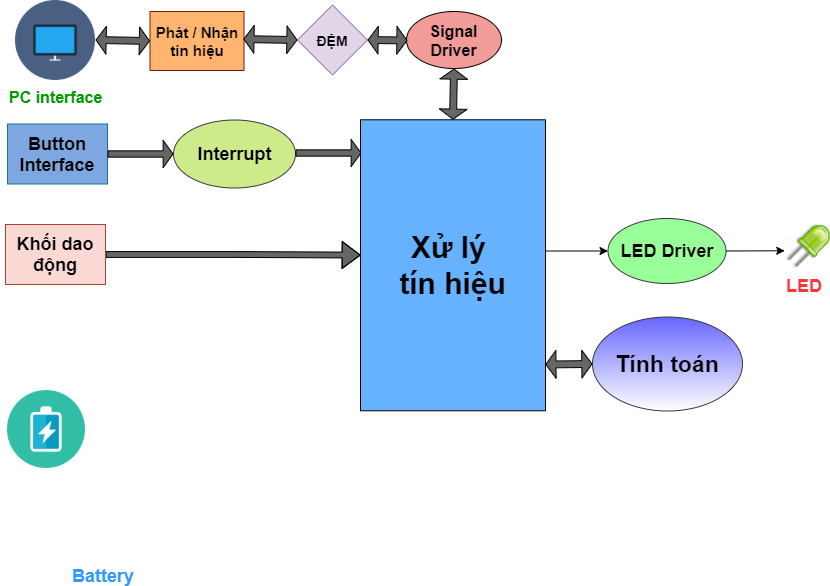 Phát / Nhận
tín hiệu
ĐỆM
Signal
Driver
PC interface
Button
Interface
Interrupt
Khối dao
động
Xử lý
tín hiệu
LED Driver
LED
Tính toán
Battery